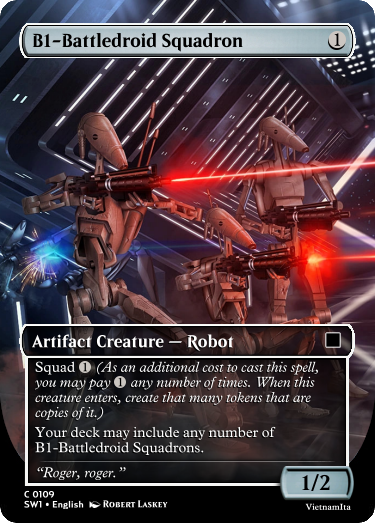 B1-Battledroid Squadron 1
Artifact Creature — Robot
Squad 1 (As an additional cost to cast this spell,
you may pay 1 any number of times. When this
creature enters, create that many tokens that are
copies of it.)
Your deck may include any number of
B1-Battledroid Squadrons.
“Roger, roger.”
1/2
C 0109
SW1 • English ROBERT LASKEY
VietnamIta